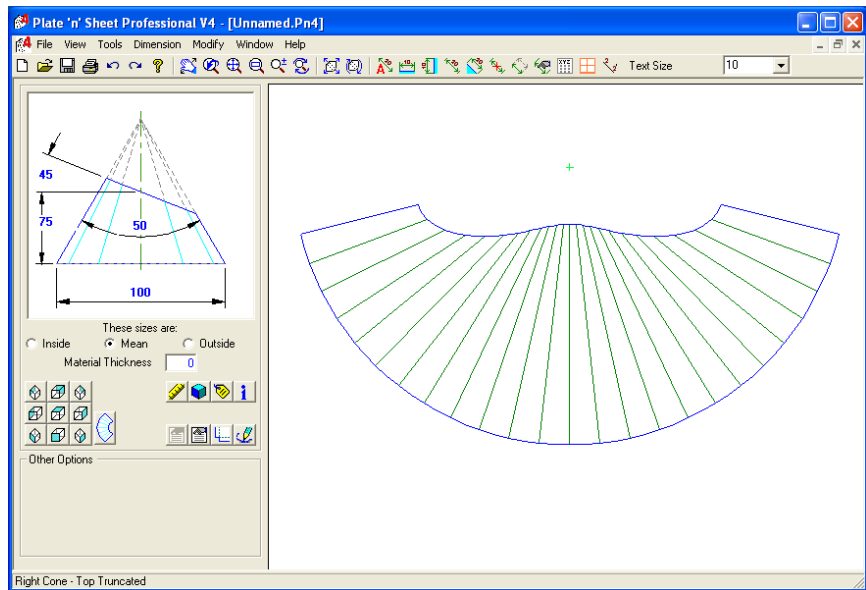 Plate 'n' Sheet Professional V4 - [Unnamed.Pn4]
File View Tools Dimension Modify Window Help
Text Size 10
45
75
50
100
These sizes are:
Inside Mean Outside
Material Thickness 0
Other Options
Right Cone - Top Truncated